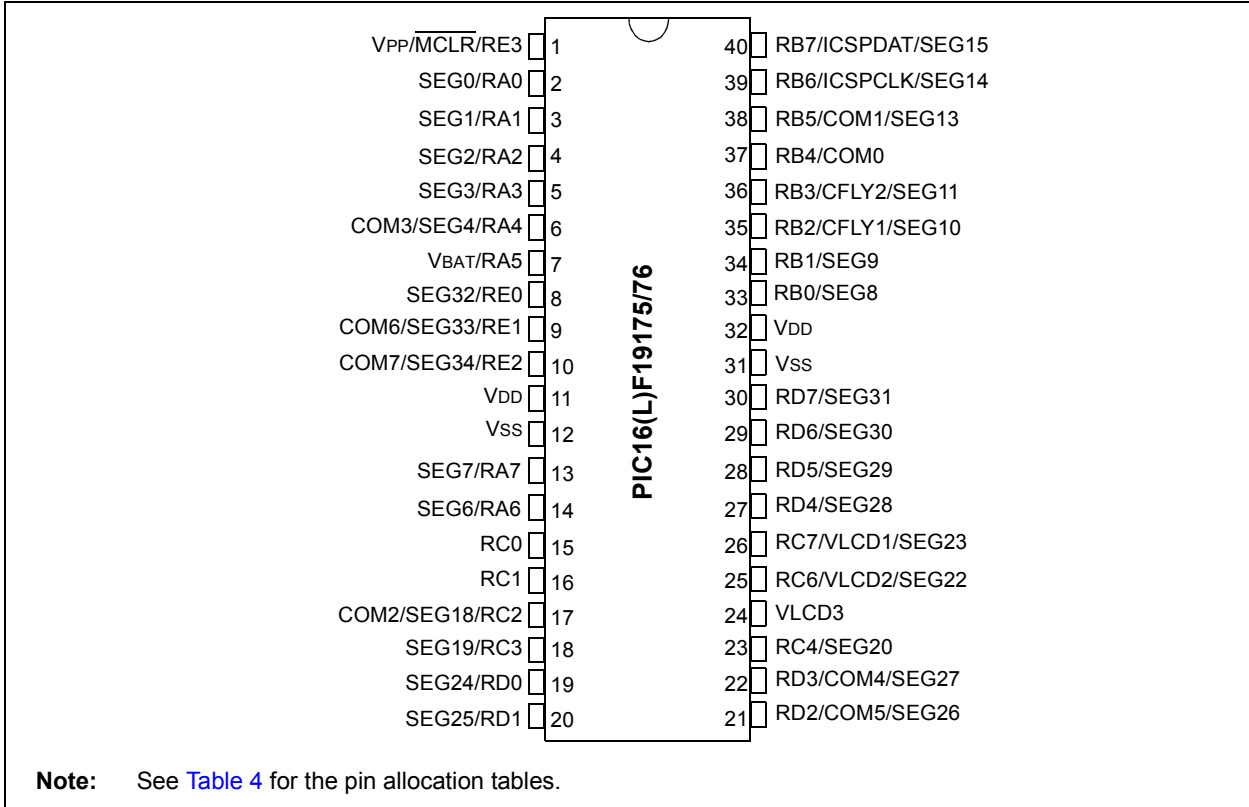 VPP/MCLR/RE3 1
SEG0/RA0 2
SEG1/RA1 3
SEG2/RA2 4
SEG3/RA3 5
COM3/SEG4/RA4 6
VBAT/RA5 7
SEG32/RE0 8
COM6/SEG33/RE1 9
COM7/SEG34/RE2 10
VDD 11
VSS 12
SEG7/RA7 13
SEG6/RA6 14
RC0 15
RC1 16
COM2/SEG18/RC2 17
SEG19/RC3 18
SEG24/RD0 19
SEG25/RD1 20
PIC16(L)F19175/76
40 RB7/ICSPDAT/SEG15
39 RB6/ICSPCLK/SEG14
38 RB5/COM1/SEG13
37 RB4/COM0
36 RB3/CFLY2/SEG11
35 RB2/CFLY1/SEG10
34 RB1/SEG9
33 RB0/SEG8
32 VDD
31 VSS
30 RD7/SEG31
29 RD6/SEG30
28 RD5/SEG29
27 RD4/SEG28
26 RC7/VLCD1/SEG23
25 RC6/VLCD2/SEG22
24 VLCD3
23 RC4/SEG20
22 RD3/COM4/SEG27
21 RD2/COM5/SEG26
Note: See Table 4 for the pin allocation tables.